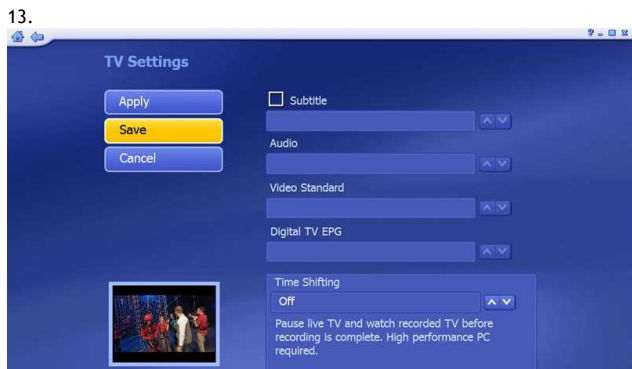 13.
? - □ x
TV Settings
Apply
Save
Cancel
Subtitle
Audio
Video Standard
Digital TV EPG
Time Shifting
Off
Pause live TV and watch recorded TV before
recording is complete. High performance PC
required.